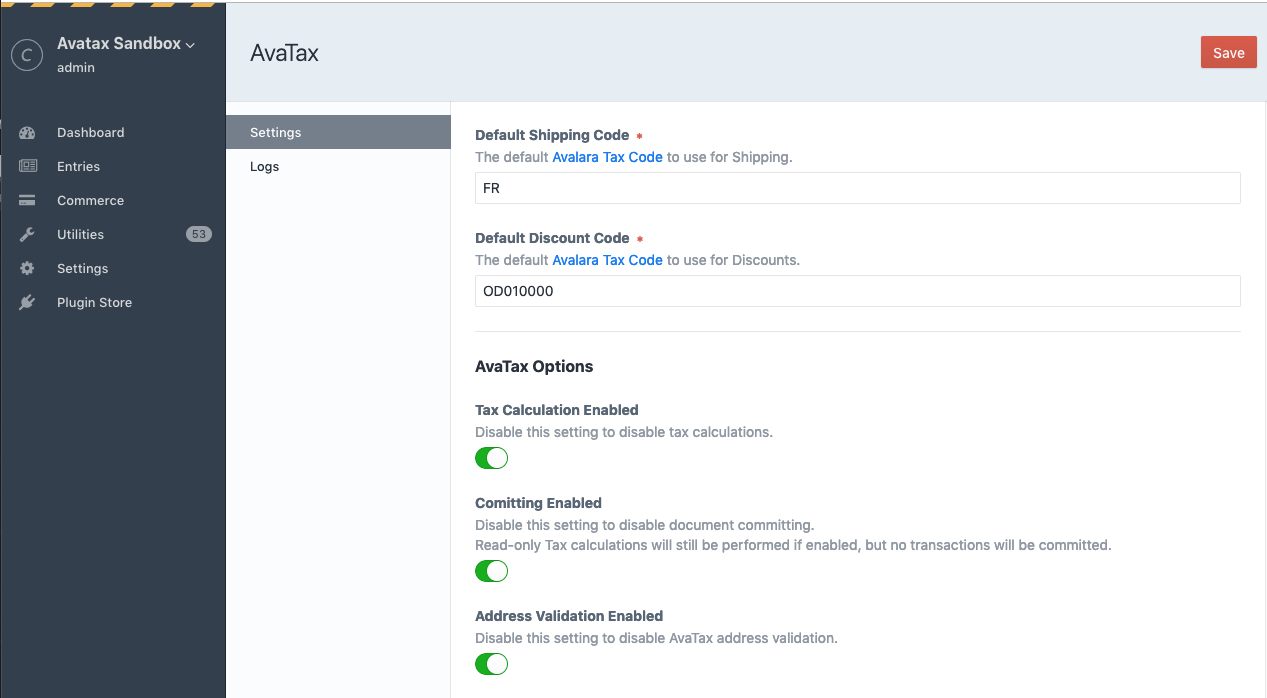 C
Avatax Sandbox
admin
Dashboard
Entries
Commerce
Utilities 53
Settings
Plugin Store
AvaTax
Save
Settings
Logs
Default Shipping Code *
The default Avalara Tax Code to use for Shipping.
FR
Default Discount Code *
The default Avalara Tax Code to use for Discounts.
OD010000
AvaTax Options
Tax Calculation Enabled
Disable this setting to disable tax calculations.
Comitting Enabled
Disable this setting to disable document committing.
Read-only Tax calculations will still be performed if enabled, but no transactions will be committed.
Address Validation Enabled
Disable this setting to disable AvaTax address validation.